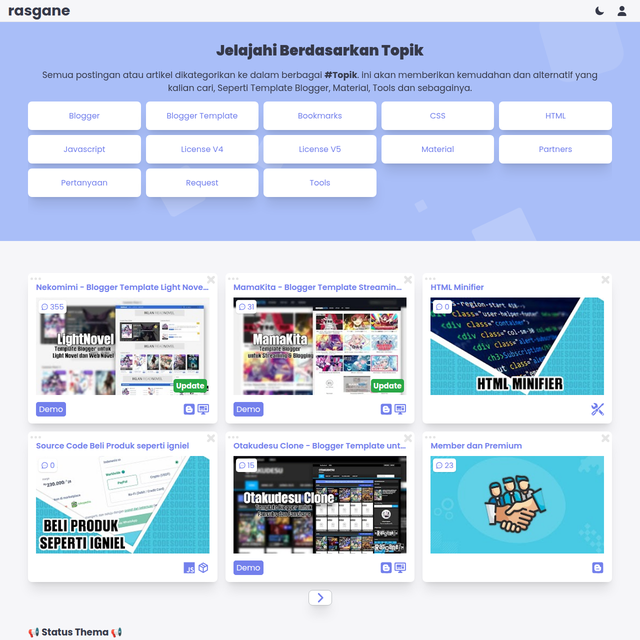 rasgane
Jelajahi Berdasarkan Topik
Semua postingan atau artikel dikategorikan ke dalam berbagai #Topik. ini akan memberikan kemudahan dan alternatif yang
kalian cari, Seperti Template Blogger, Material, Tools dan sebagainya.
Blogger
Blogger Template
Bookmarks
CSS
HTML
Javascript
License V4
License V5
Material
Partners
Pertanyaan
Request
Tools
Nekomimi - Blogger Template Light Nove...
355
LightNovel
Template Blogger untuk
Light Novel dan Web Novel
Update
Demo
MamaKita - Blogger Template Streamin...
31
MamaKita
Template Blogger
untuk Streaming & Blogging
Update
Demo
HTML Minifier
0
HTML MINIFIER
Source Code Beli Produk seperti igniel
0
BELI PRODUK
SEPERTI IGNIEL
JS
Otakudesu Clone - Blogger Template unt...
15
Otakudesu Clone
Template Blogger untuk
Demo
Member dan Premium
23
📢 Status Thema 📢